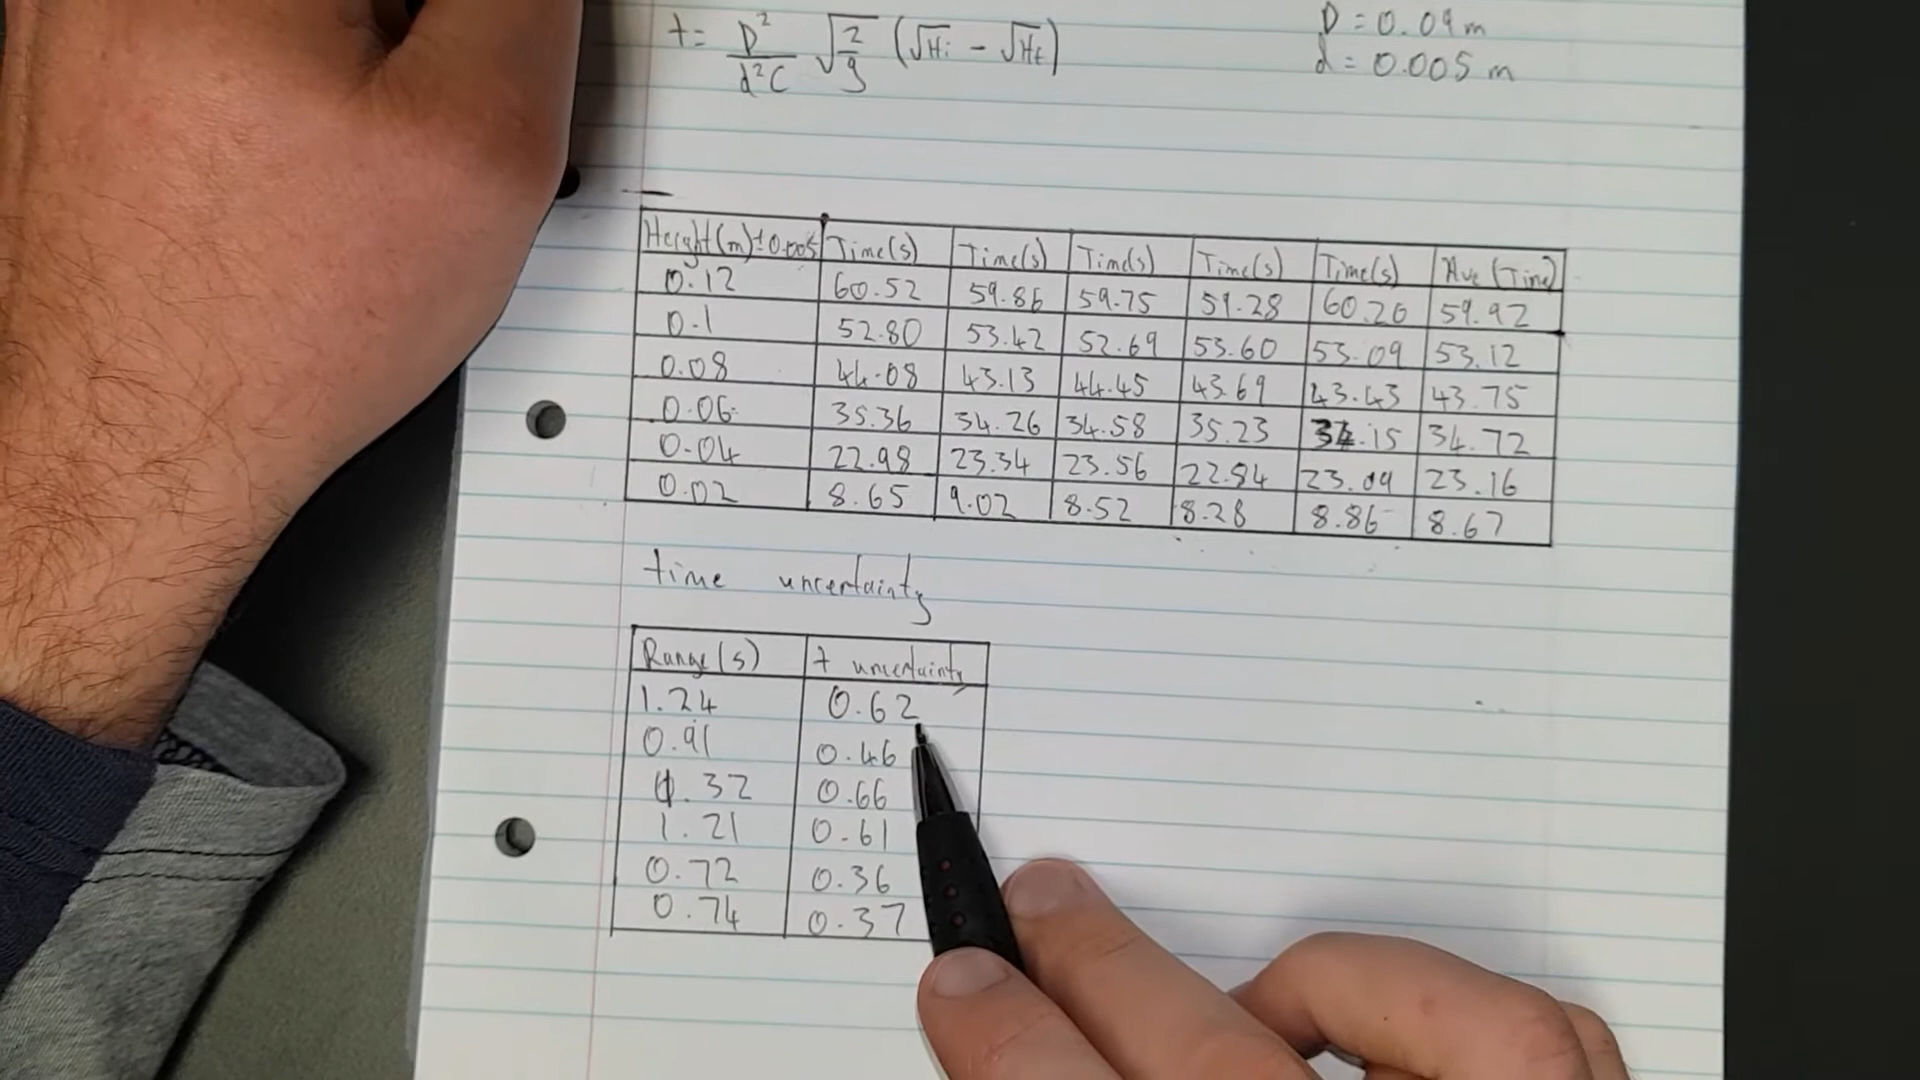 t = D²/d²C √2/g (√Hi - √Hf)
D = 0.09 m
d = 0.005 m
Height(m)±0.005 Time(s) Time(s) Time(s) Time(s) Time(s) Ave (Time)
0.12 60.52 59.86 59.75 59.28 60.20 59.92
0.1 52.80 53.42 52.69 53.60 53.09 53.12
0.08 44.08 43.13 44.45 43.69 43.43 43.75
0.06 35.36 34.26 34.58 35.23 34.15 34.72
0.04 22.98 23.34 23.56 22.84 23.09 23.16
0.02 8.65 9.02 8.52 8.28 8.86 8.67
time uncertainty
Range(s) t uncertainty
1.24 0.62
0.91 0.46
1.32 0.66
1.21 0.61
0.72 0.36
0.74 0.37